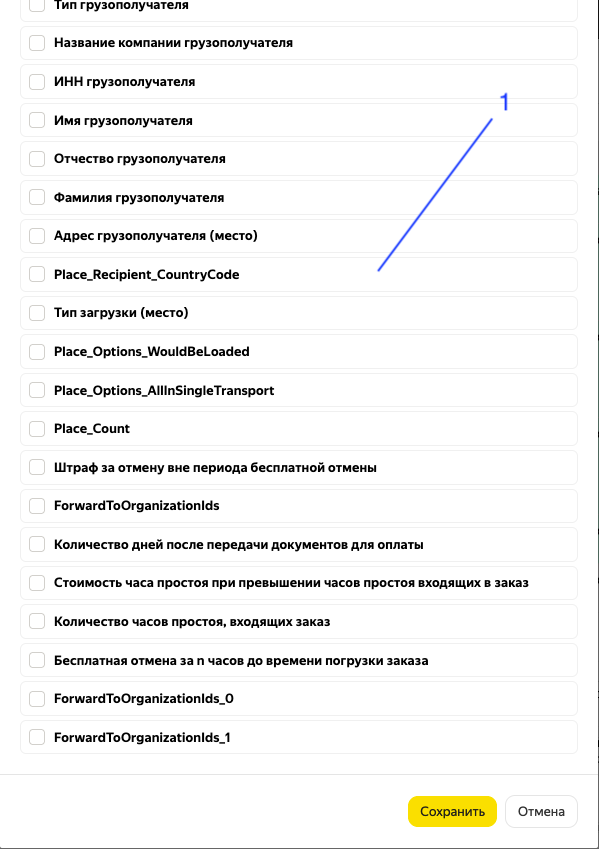 Тип грузополучателя
Название компании грузополучателя
ИНН грузополучателя
1
Имя грузополучателя
Отчество грузополучателя
Фамилия грузополучателя
Адрес грузополучателя (место)
Place_Recipient_CountryCode
Тип загрузки (место)
Place_Options_WouldBeLoaded
Place_Options_AllInSingleTransport
Place_Count
Штраф за отмену вне периода бесплатной отмены
ForwardToOrganizationIds
Количество дней после передачи документов для оплаты
Стоимость часа простоя при превышении часов простоя входящих в заказ
Количество часов простоя, входящих заказ
Бесплатная отмена за n часов до времени погрузки заказа
ForwardToOrganizationIds_0
ForwardToOrganizationIds_1
Сохранить Отмена